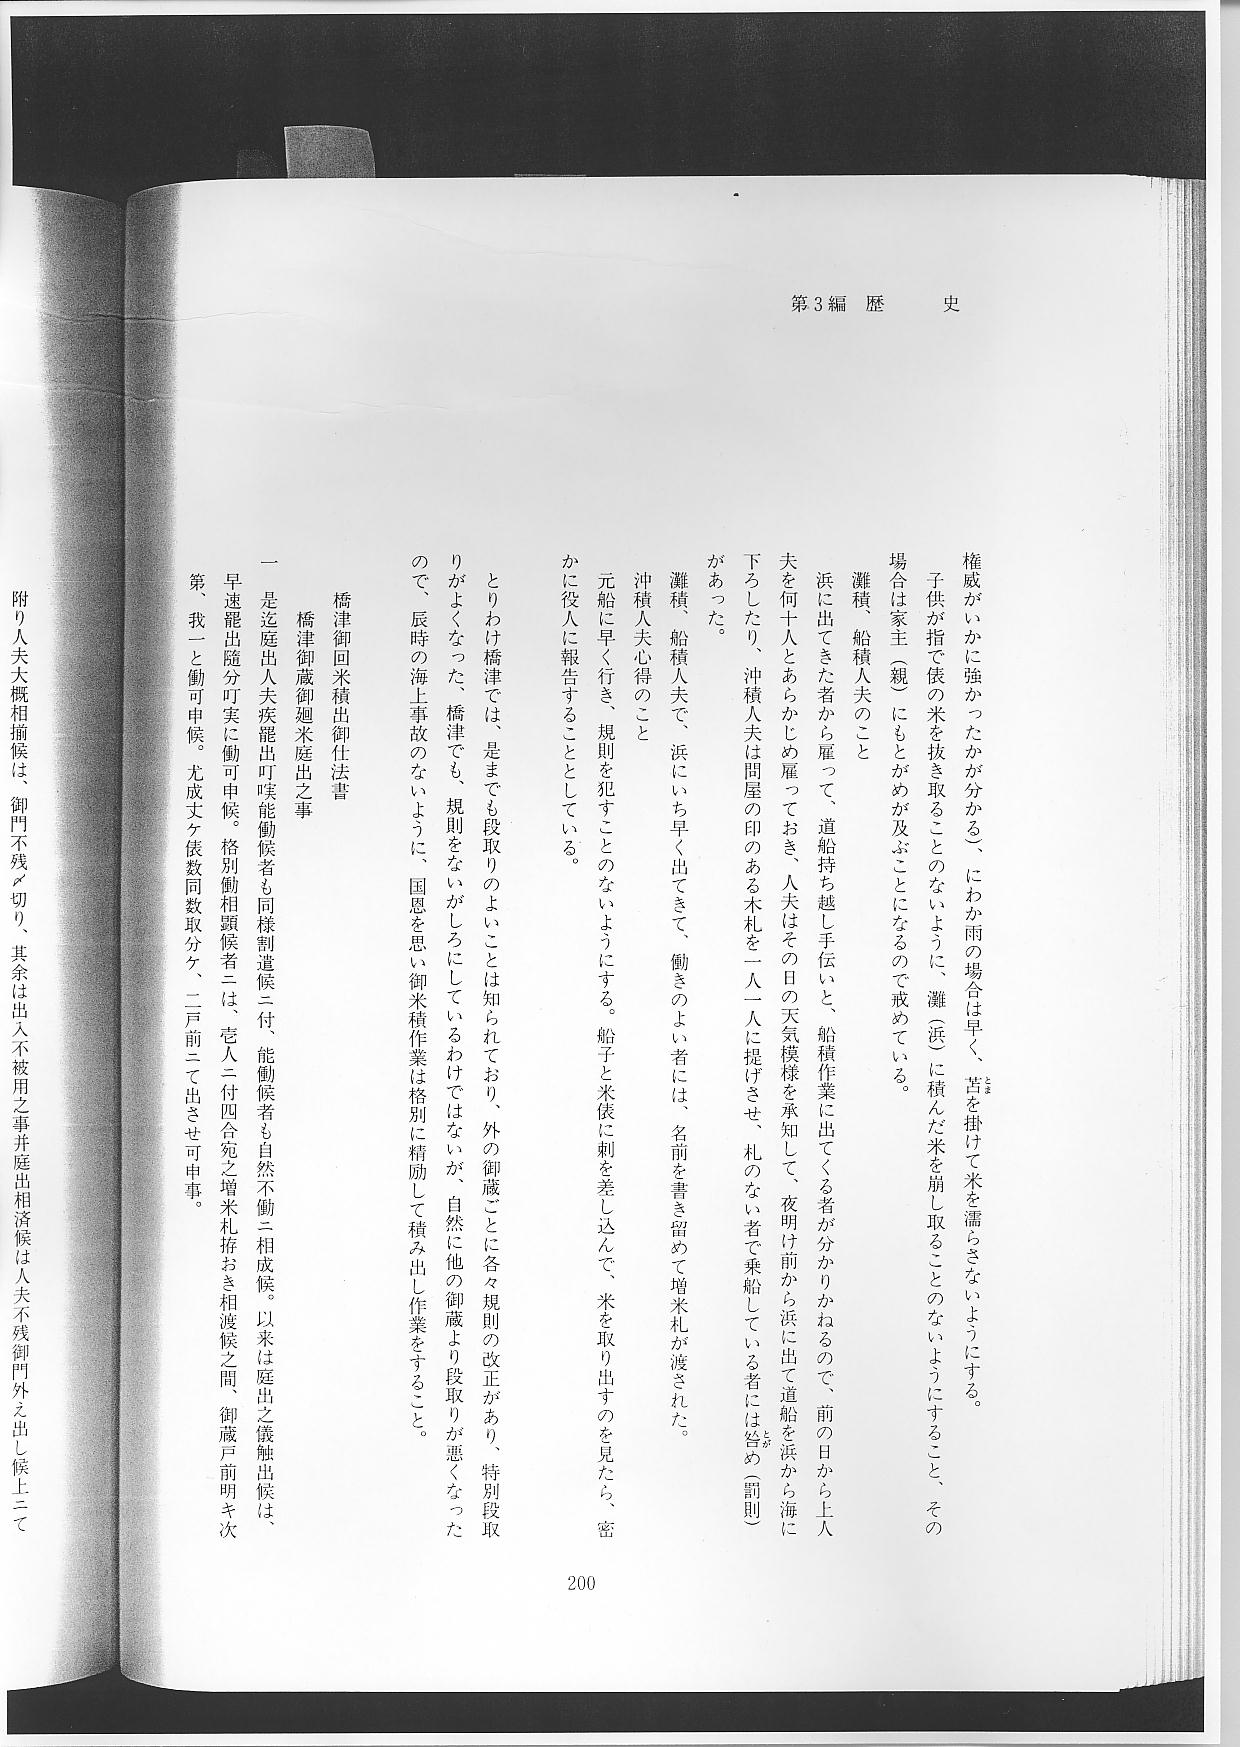 第3編　歴　　史
権威がいかに強かったかが分かる）、にわか雨の場合は早く、苫を掛けて米を濡らさないようにする。
とま
子供が指で俵の米を抜き取ることのないように、灘（浜）に積んだ米を崩し取ることのないようにすること、その
場合は家主（親）にもとがめが及ぶことになるので戒めている。
灘積、船積人夫のこと
浜に出てきた者から雇って、道船持ち越し手伝いと、船積作業に出てくる者が分かりかねるので、前の日から上人
夫を何十人とあらかじめ雇っておき、人夫はその日の天気模様を承知して、夜明け前から浜に出て道船を浜から海に
下ろしたり、沖積人夫は問屋の印のある木札を一人一人に提げさせ、札のない者で乗船している者には咎め（罰則）
とが
があった。
灘積、船積人夫で、浜にいち早く出てきて、働きのよい者には、名前を書き留めて増米札が渡された。
沖積人夫心得のこと
元船に早く行き、規則を犯すことのないようにする。船子と米俵に刺を差し込んで、米を取り出すのを見たら、密
かに役人に報告することとしている。
とりわけ橋津では、是までも段取りのよいことは知られており、外の御蔵ごとに各々規則の改正があり、特別段取
りがよくなった、橋津でも、規則をないがしろにしているわけではないが、自然に他の御蔵より段取りが悪くなった
ので、辰時の海上事故のないように、国恩を思い御米積作業は格別に精励して積み出し作業をすること。
橋津御回米積出御仕法書
橋津御蔵御廻米庭出之事
一　是迄庭出人夫疾罷出叮嘪能働候者も同様割遣候ニ付、能働候者も自然不働ニ相成候。以来は庭出之儀触出候は、
早速罷出随分叮実に働可申候。格別働相顕候者ニは、壱人ニ付四合宛之増米札拵おき相渡候之間、御蔵戸前明キ次
第、我一と働可申候。尤成丈ケ俵数同数取分ケ、二戸前ニて出させ可申事。
附り人夫大概相揃候は、御門不残〆切り、其余は出入不被用之事并庭出相済候は人夫不残御門外え出し候上ニて
200